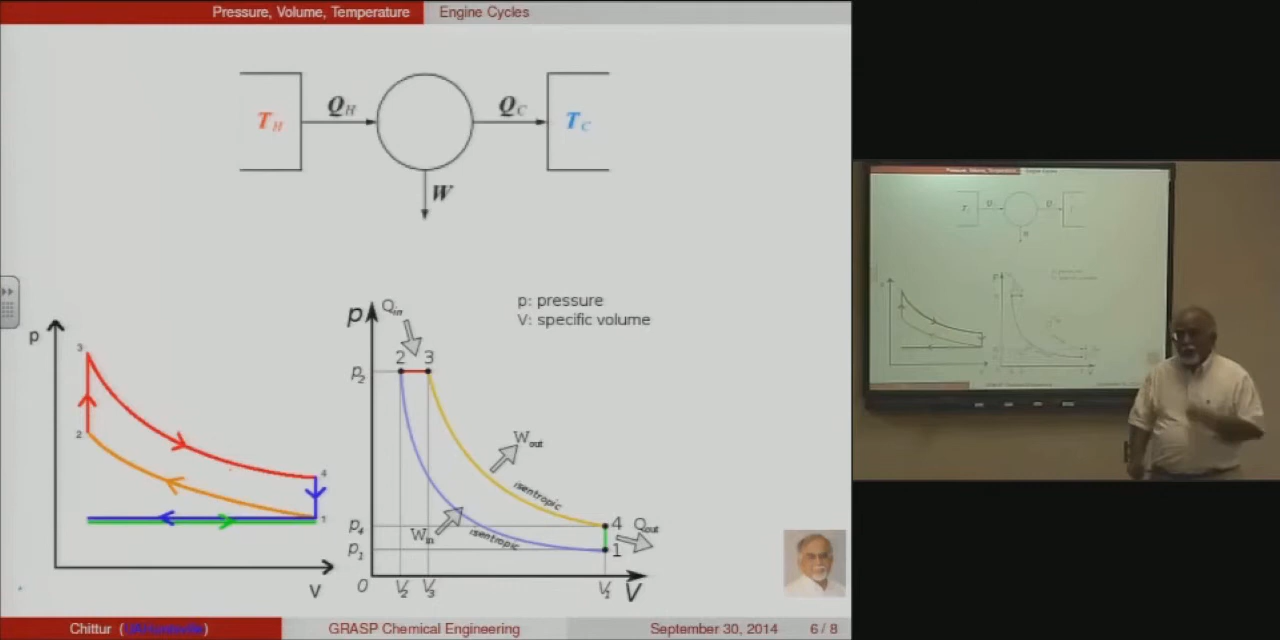 Pressure, Volume, Temperature Engine Cycles
T_H Q_H Q_C T_C
W
p
3
2
4
1
V
p
Q_in
p: pressure
V: specific volume
2 3
p_2
W_out
isentropic
W_in
isentropic
p_4
p_1
4 Q_out
1
0 V_2 V_3 V_1 V
Chittur
GRASP Chemical Engineering
September 30, 2014 6 / 8